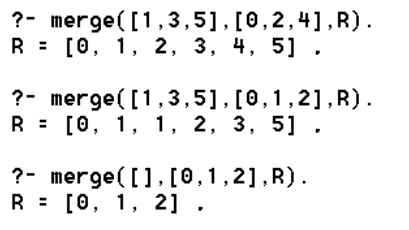 ?- merge([1,3,5],[0,2,4],R).
R = [0, 1, 2, 3, 4, 5] .
?- merge([1,3,5],[0,1,2],R).
R = [0, 1, 1, 2, 3, 5] .
?- merge([],[0,1,2],R).
R = [0, 1, 2] .